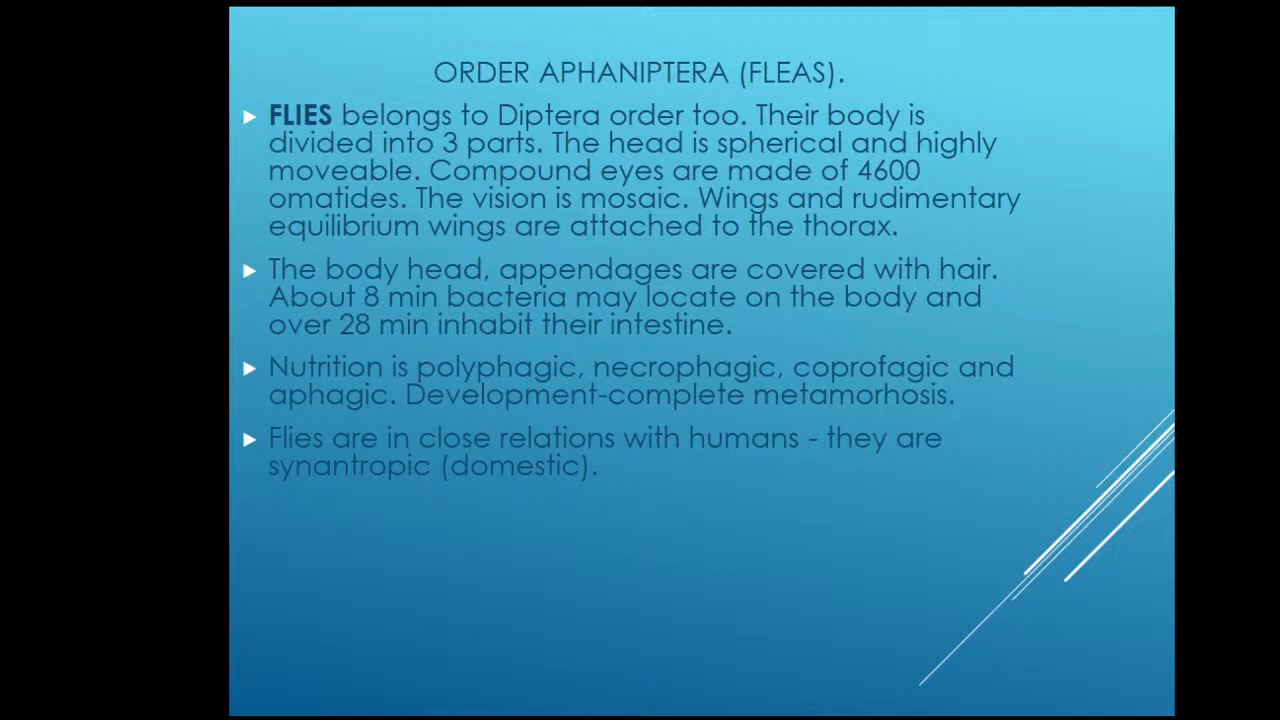 ORDER APHANIPTERA (FLEAS).
FLIES belongs to Diptera order too. Their body is
divided into 3 parts. The head is spherical and highly
moveable. Compound eyes are made of 4600
omatides. The vision is mosaic. Wings and rudimentary
equilibrium wings are attached to the thorax.
The body head, appendages are covered with hair.
About 8 min bacteria may locate on the body and
over 28 min inhabit their intestine.
Nutrition is polyphagic, necrophagic, coprofagic and
aphagic. Development-complete metamorhosis.
Flies are in close relations with humans - they are
synantropic (domestic).